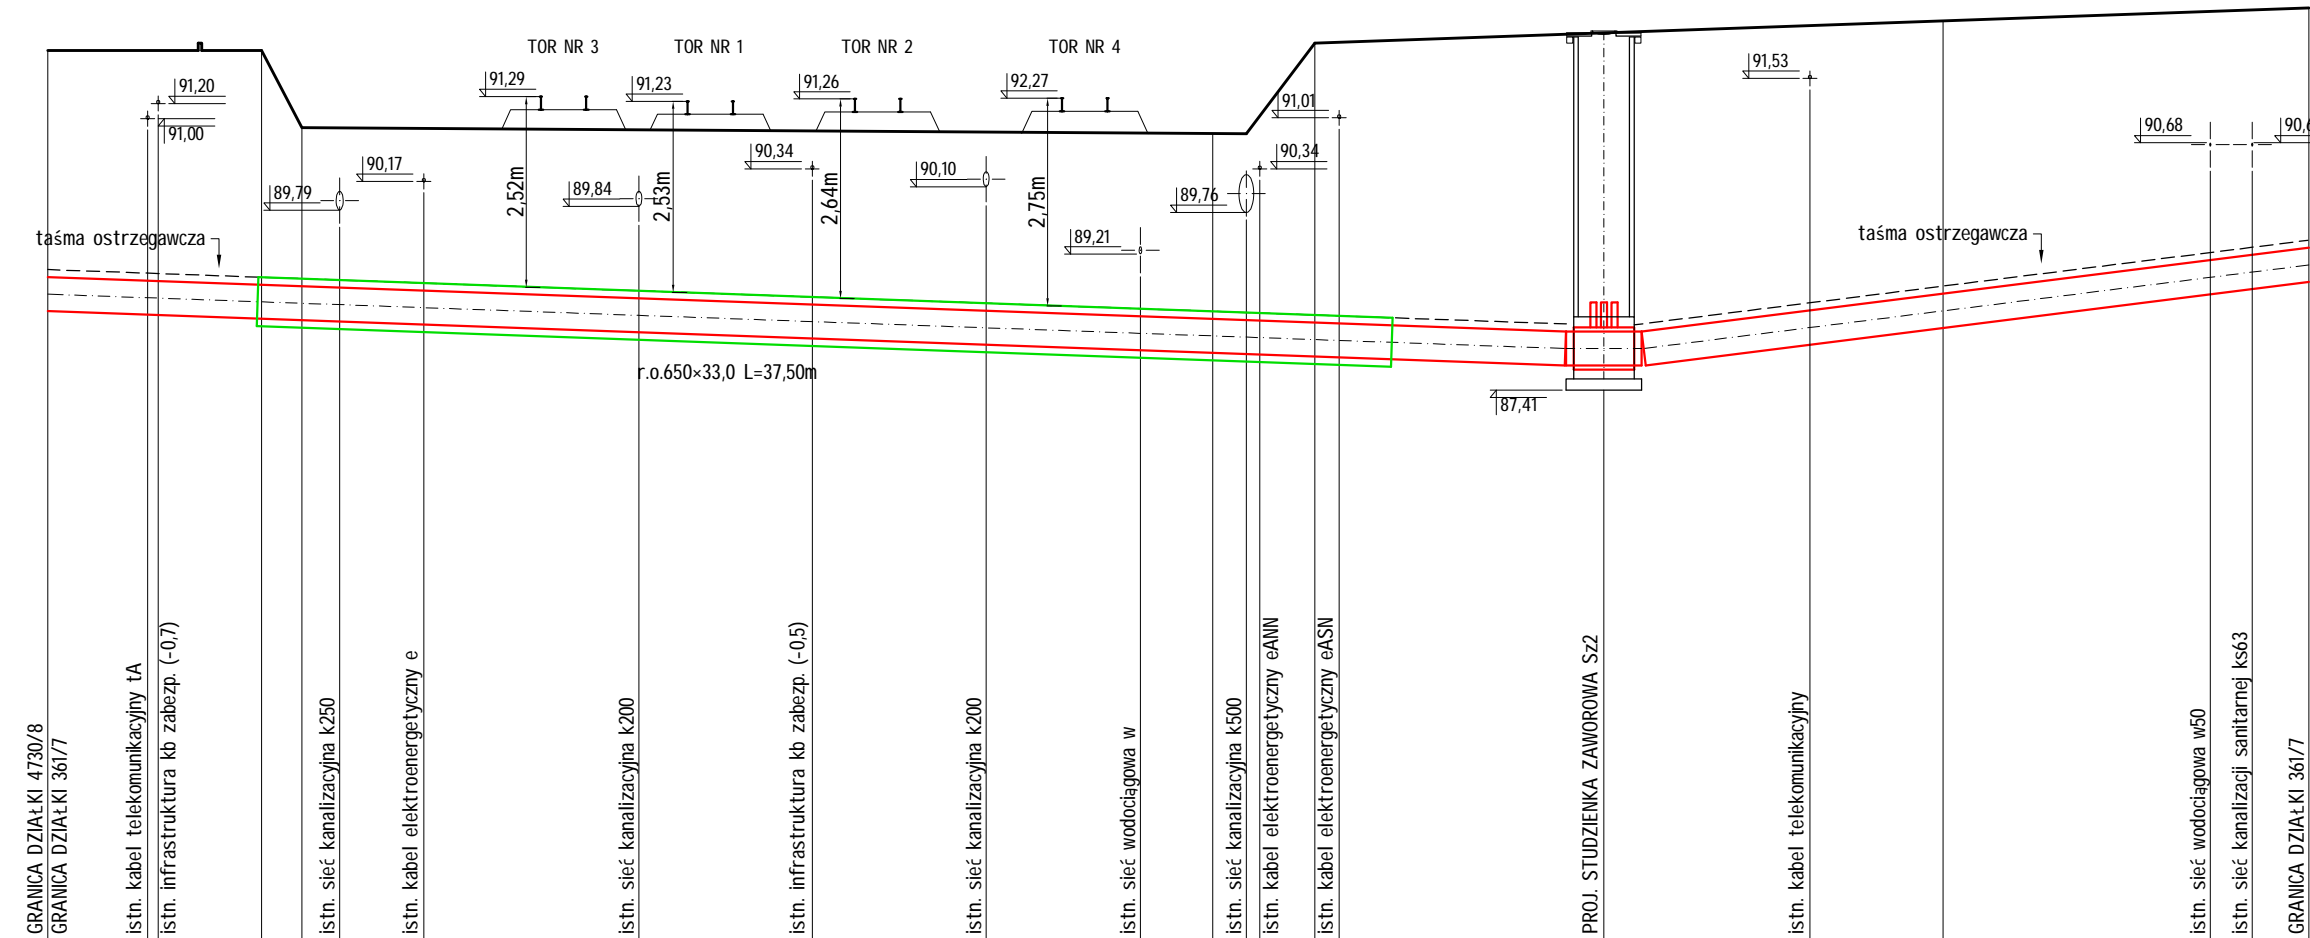 TOR NR 3
TOR NR 1
TOR NR 2
TOR NR 4
91,20
91,00
91,29
91,23
91,26
92,27
91,01
91,53
90,68
89,79
90,17
89,84
90,34
90,10
89,21
89,76
90,34
2,52m
2,53m
2,64m
2,75m
taśma ostrzegawcza
taśma ostrzegawcza
r.o.650×33,0 L=37,50m
87,41
GRANICA DZIAŁKI 4730/8
GRANICA DZIAŁKI 361/7
istn. kabel telekomunikacyjny tA
istn. infrastruktura kb zabezp. (-0,7)
istn. sieć kanalizacyjna k250
istn. kabel elektroenergetyczny e
istn. sieć kanalizacyjna k200
istn. infrastruktura kb zabezp. (-0,5)
istn. sieć kanalizacyjna k200
istn. sieć wodociągowa w
istn. sieć kanalizacyjna k500
istn. kabel elektroenergetyczny eANN
istn. kabel elektroenergetyczny eASN
PROJ. STUDZIENKA ZAWOROWA Sz2
istn. kabel telekomunikacyjny
istn. sieć wodociągowa w50
istn. sieć kanalizacji sanitarnej ks63
GRANICA DZIAŁKI 361/7